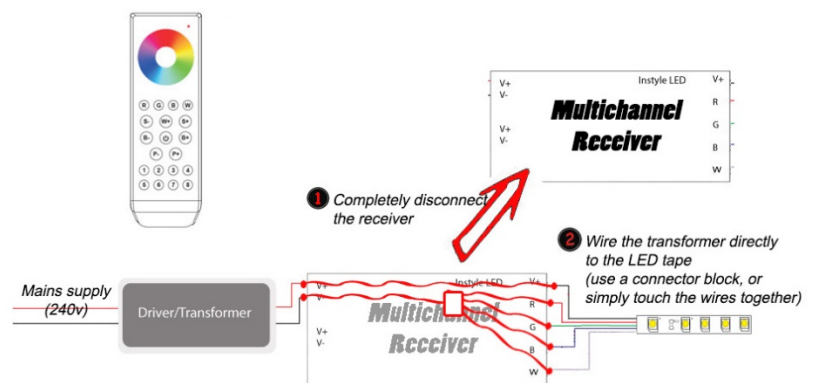 R G B W
S- W+ S+
B- B+
P- P+
1 2 3 4
5 6 7 8
V+ Instyle LED V+
V-
R
Multichannel
G
V+
V-
Receiver
B
W
1 Completely disconnect
the receiver
2 Wire the transformer directly
to the LED tape
(use a connector block, or
simply touch the wires together)
Mains supply
(240v)
Driver/Transformer
V+ Instyle LED V+
V-
R
Multichannel
G
V+
V-
Receiver
B
W